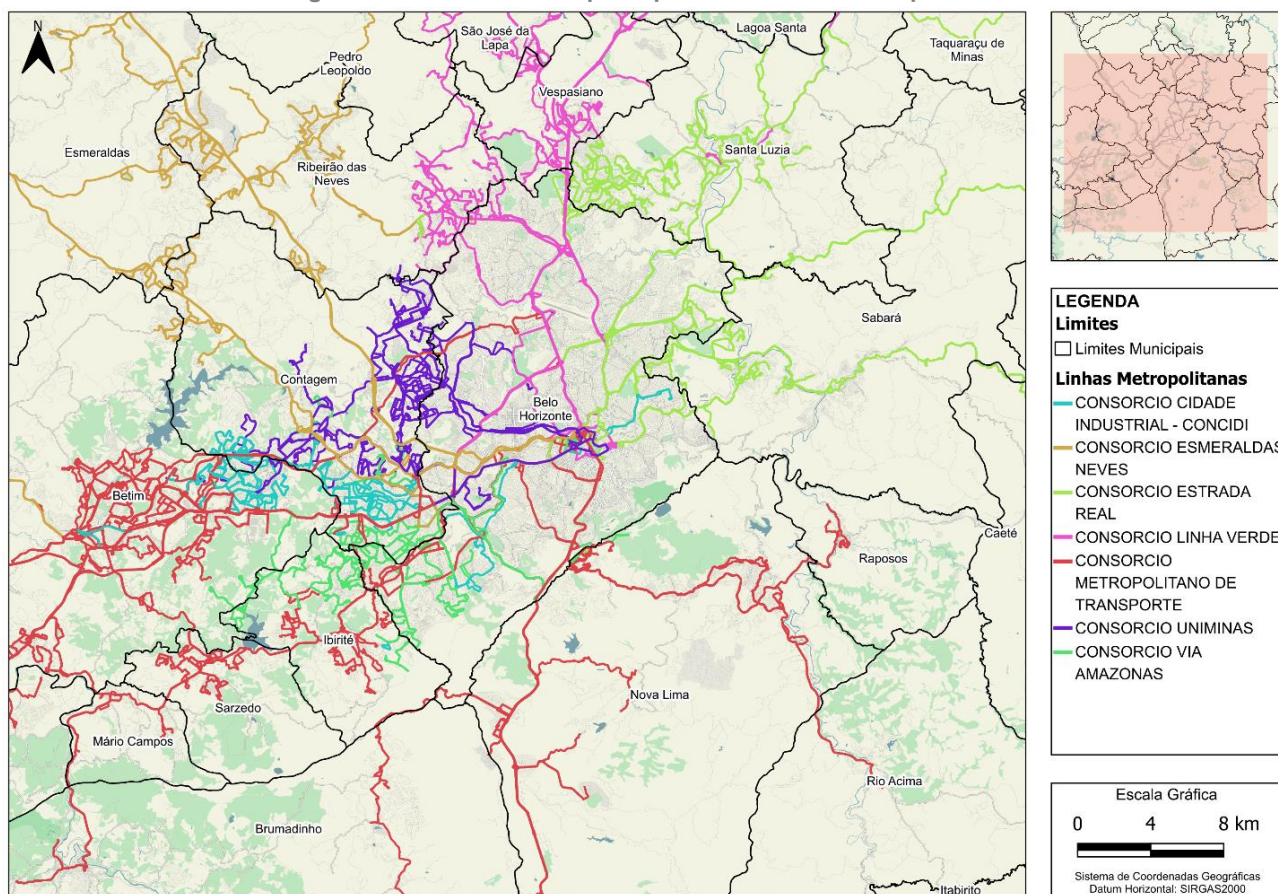 N
São José da
Lapa
Lagoa Santa
Taquaraçu de
Minas
Pedro
Leopoldo
Vespasiano
Esmeraldas
Ribeirão das
Neves
Santa Luzia
Sabará
Contagem
Belo
Horizonte
Betim
Caeté
Raposos
Ibirité
Nova Lima
Sarzedo
Mário Campos
Rio Acima
Brumadinho
Itabirito
LEGENDA
Limites
Limites Municipais
Linhas Metropolitanas
CONSORCIO CIDADE
INDUSTRIAL - CONCIDI
CONSORCIO ESMERALDAS
NEVES
CONSORCIO ESTRADA
REAL
CONSORCIO LINHA VERDE
CONSORCIO
METROPOLITANO DE
TRANSPORTE
CONSORCIO UNIMINAS
CONSORCIO VIA
AMAZONAS
Escala Gráfica
0 4 8 km
Sistema de Coordenadas Geográficas
Datum Horizontal: SIRGAS2000